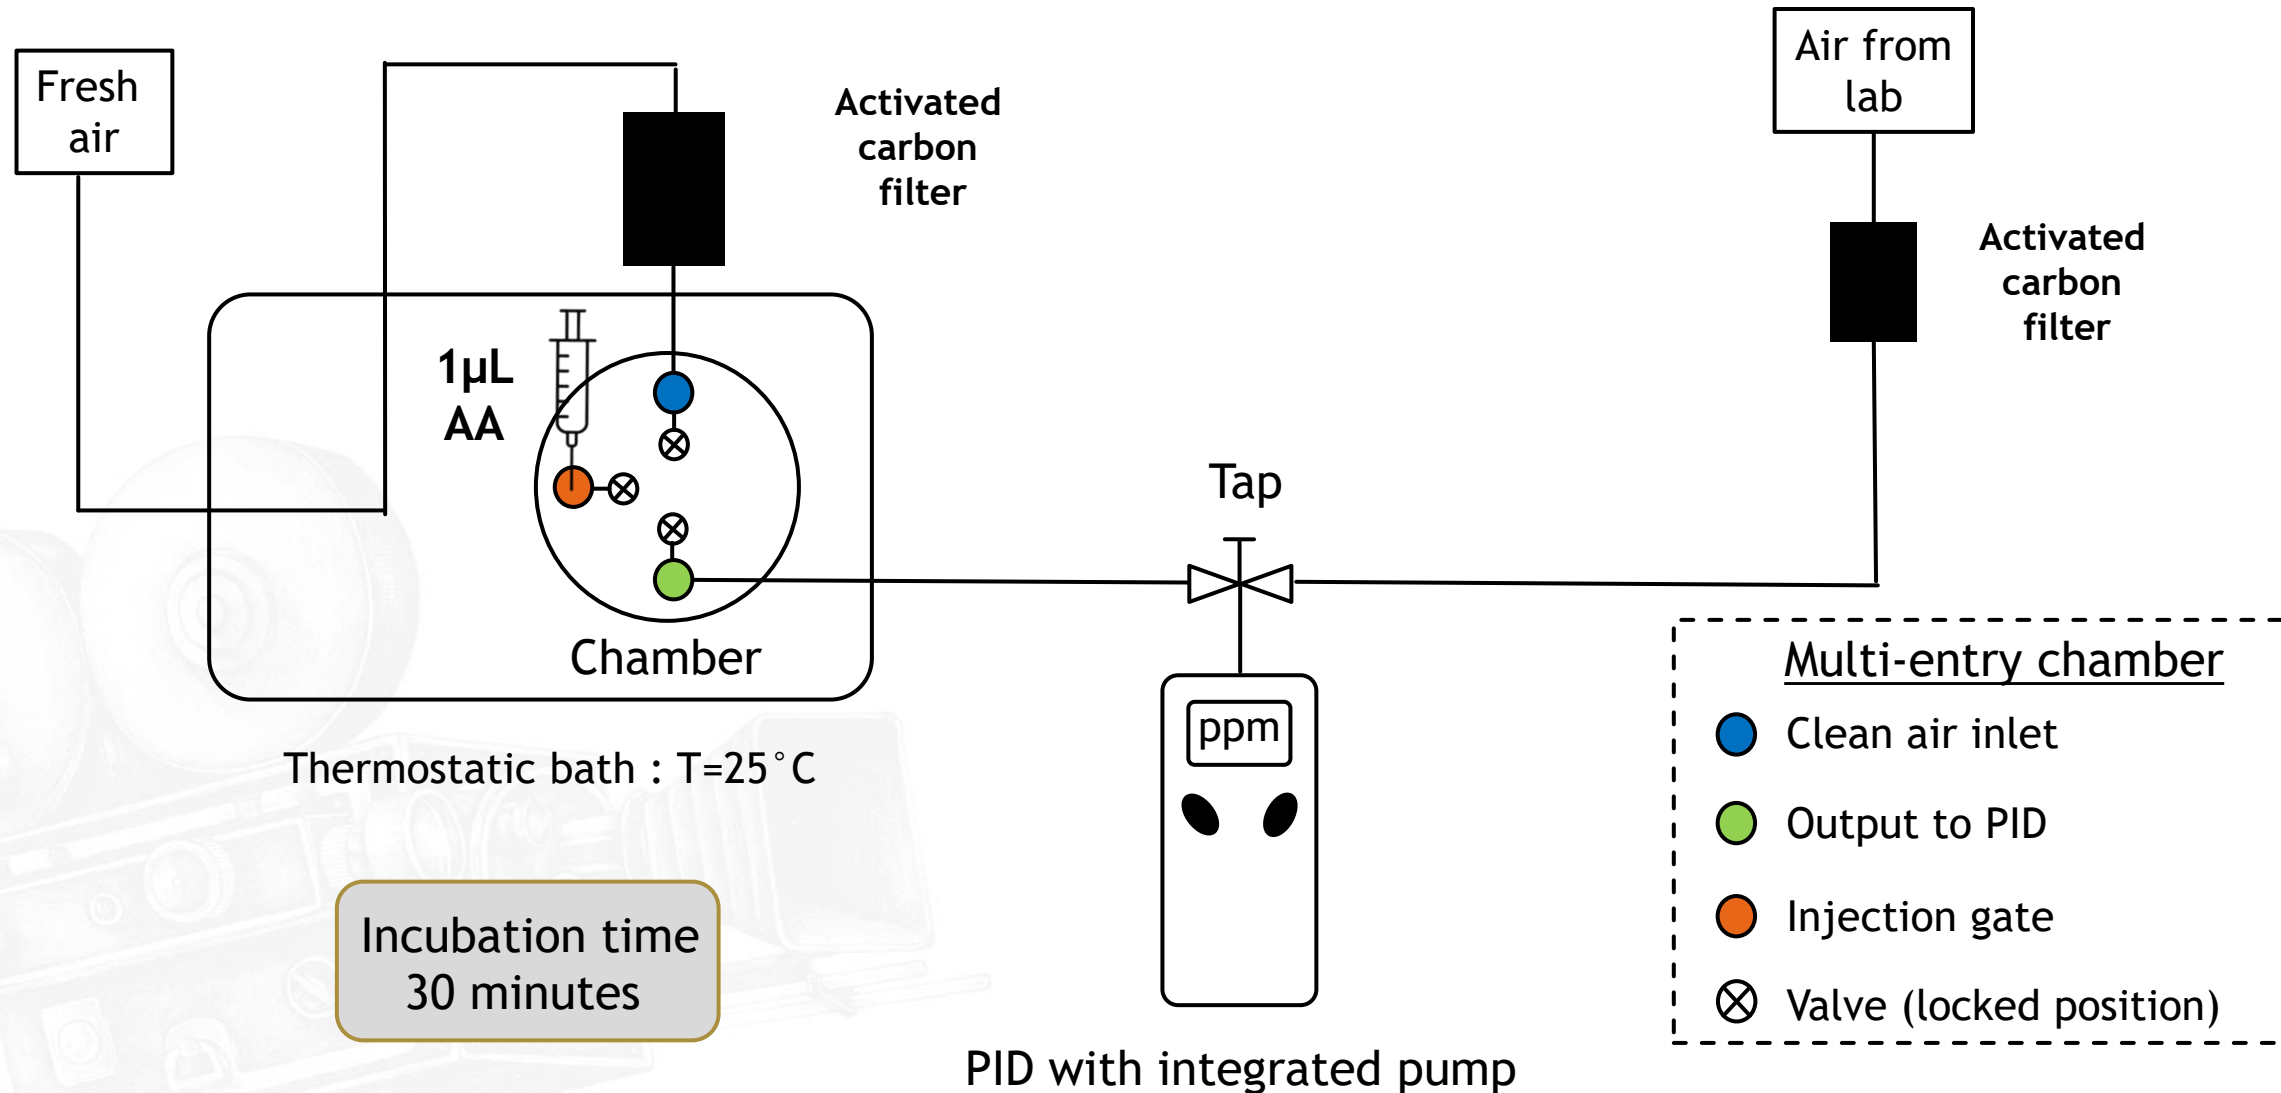 Fresh
air
Activated
carbon
filter
Air from
lab
Activated
carbon
filter
1µL
AA
Tap
Chamber
Thermostatic bath : T=25°C
Incubation time
30 minutes
ppm
PID with integrated pump
Multi-entry chamber
Clean air inlet
Output to PID
Injection gate
Valve (locked position)